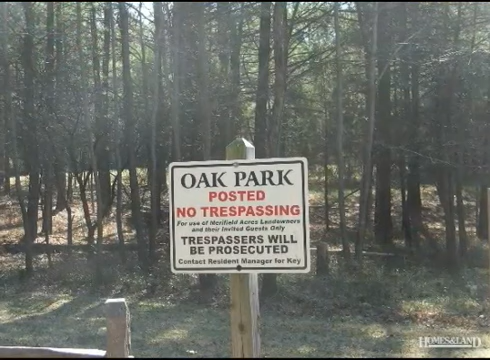 OAK PARK
POSTED
NO TRESPASSING
For use of McIfield Acres Landowners
and their Invited Guests Only
TRESPASSERS WILL
BE PROSECUTED
Contact Resident Manager for Key
HOMES&LAND